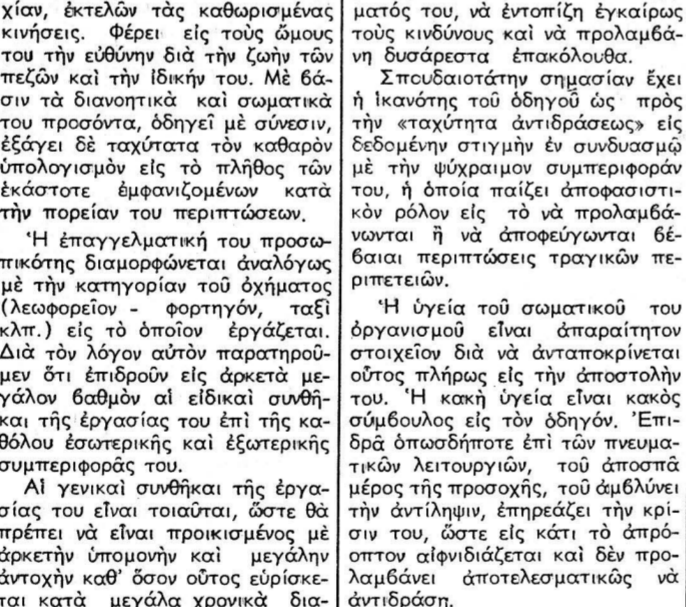 χίαν, ἐκτελῶν τὰς καθωρισμένας
κινήσεις. Φέρει εἰς τοὺς ὤμους
του τὴν εὐθύνην διὰ τὴν ζωὴν τῶν
πεζῶν καὶ τὴν ἰδικήν του. Μὲ βά-
σιν τὰ διανοητικὰ καὶ σωματικὰ
του προσόντα, ὁδηγεῖ μὲ σύνεσιν,
ἐξάγει δὲ ταχύτατα τὸν καθαρὸν
ὑπολογισμὸν εἰς τὸ πλῆθος τῶν
ἑκάστοτε ἐμφανιζομένων κατὰ
τὴν πορείαν του περιπτώσεων.
Ἡ ἐπαγγελματική του προσω-
πικότης διαμορφώνεται ἀναλόγως
μὲ τὴν κατηγορίαν τοῦ ὀχήματος
(λεωφορεῖον - φορτηγόν, ταξὶ
κλπ.) εἰς τὸ ὁποῖον ἐργάζεται.
Διὰ τὸν λόγον αὐτὸν παρατηροῦ-
μεν ὅτι ἐπιδροῦν εἰς ἀρκετὰ με-
γάλον βαθμὸν αἱ εἰδικαὶ συνθῆ-
και τῆς ἐργασίας του ἐπὶ τῆς κα-
θόλου ἐσωτερικῆς καὶ ἐξωτερικῆς
συμπεριφορᾶς του.
Αἱ γενικαὶ συνθῆκαι τῆς ἐργα-
σίας του εἶναι τοιαῦται, ὥστε θὰ
πρέπει νὰ εἶναι προικισμένος μὲ
ἀρκετὴν ὑπομονὴν καὶ μεγάλην
ἀντοχὴν καθ' ὅσον οὗτος εὑρίσκε-
ται κατὰ μεγάλα χρονικὰ δια-
ματός του, νὰ ἐντοπίζῃ ἐγκαίρως
τοὺς κινδύνους καὶ νὰ προλαμβά-
νῃ δυσάρεστα ἐπακόλουθα.
Σπουδαιοτάτην σημασίαν ἔχει
ἡ ἱκανότης τοῦ ὁδηγοῦ ὡς πρὸς
τὴν «ταχύτητα ἀντιδράσεως» εἰς
δεδομένην στιγμὴν ἐν συνδυασμῷ
μὲ τὴν ψύχραιμον συμπεριφοράν
του, ἡ ὁποία παίζει ἀποφασιστι-
κὸν ρόλον εἰς τὸ νὰ προλαμβά-
νωνται ἢ νὰ ἀποφεύγωνται βέ-
βαιαι περιπτώσεις τραγικῶν πε-
ριπετειῶν.
Ἡ ὑγεία τοῦ σωματικοῦ του
ὀργανισμοῦ εἶναι ἀπαραίτητον
στοιχεῖον διὰ νὰ ἀνταποκρίνεται
οὗτος πλήρως εἰς τὴν ἀποστολήν
του. Ἡ κακὴ ὑγεία εἶναι κακὸς
σύμβουλος εἰς τὸν ὁδηγόν. Ἐπι-
δρᾶ ὁπωσδήποτε ἐπὶ τῶν πνευμα-
τικῶν λειτουργιῶν, τοῦ ἀποσπᾶ
μέρος τῆς προσοχῆς, τοῦ ἀμβλύνει
τὴν ἀντίληψιν, ἐπηρεάζει τὴν κρί-
σιν του, ὥστε εἰς κάτι τὸ ἀπρό-
οπτον αἰφνιδιάζεται καὶ δὲν προ-
λαμβάνει ἀποτελεσματικῶς νὰ
ἀντιδράσῃ.